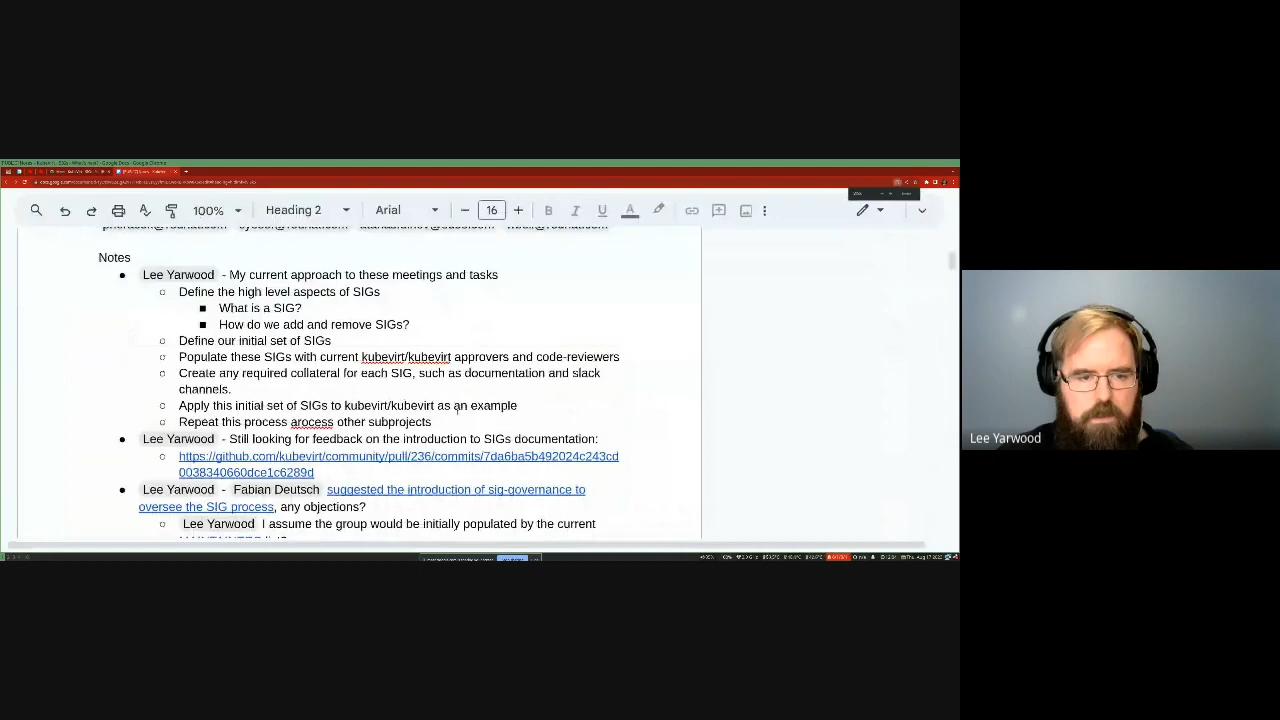 100%
Heading 2
Arial
16
Notes
Lee Yarwood - My current approach to these meetings and tasks
Define the high level aspects of SIGs
What is a SIG?
How do we add and remove SIGs?
Define our initial set of SIGs
Populate these SIGs with current kubevirt/kubevirt approvers and code-reviewers
Create any required collateral for each SIG, such as documentation and slack
channels.
Apply this initial set of SIGs to kubevirt/kubevirt as an example
Repeat this process arocess other subprojects
Lee Yarwood - Still looking for feedback on the introduction to SIGs documentation:
https://github.com/kubevirt/community/pull/236/commits/7da6ba5b492024c243cd
0038340660dce1c6289d
Lee Yarwood - Fabian Deutsch suggested the introduction of sig-governance to
oversee the SIG process, any objections?
Lee Yarwood I assume the group would be initially populated by the current
Lee Yarwood